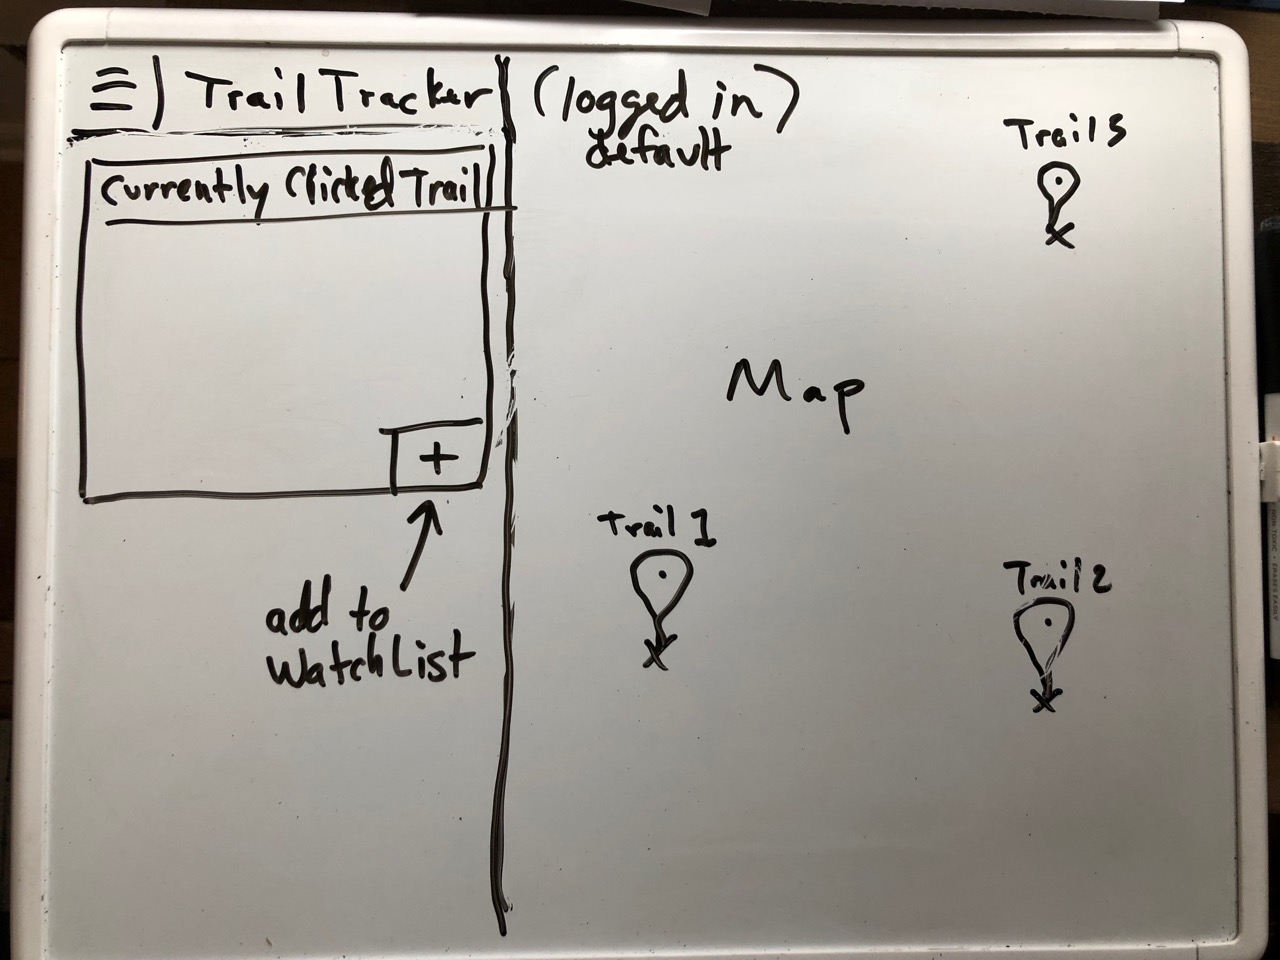 Trail Tracker
(logged in)
default
Currently Clicked Trail
+
add to
WatchList
Map
Trail 3
Trail 1
Trail 2